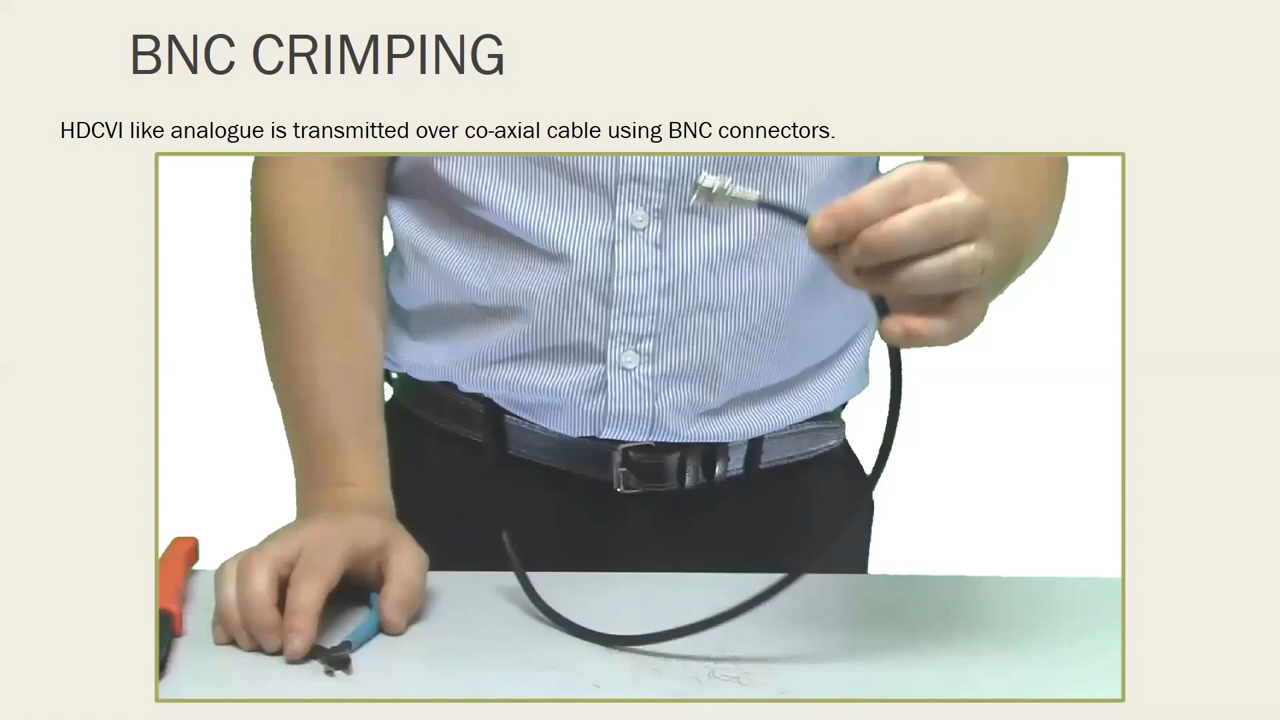 BNC CRIMPING
HDCVI like analogue is transmitted over co-axial cable using BNC connectors.